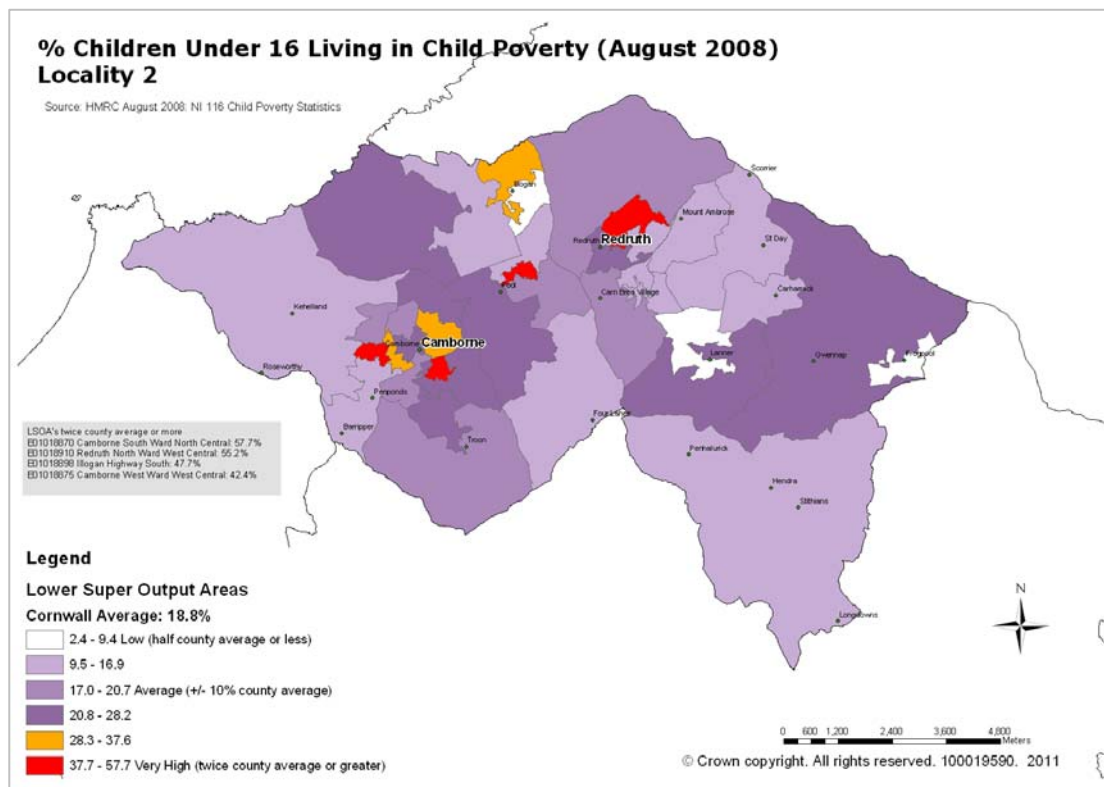 % Children Under 16 Living in Child Poverty (August 2008)
Locality 2
Source: HMRC August 2008: NI 116 Child Poverty Statistics
Scorrier
Illogan
Mount Ambrose
Redruth
Redruth
St Day
Pool
Carn Brea Village
Carharrack
Kehelland
Camborne
Camborne
Lanner
Gwennap
Frogpool
Roseworthy
Penponds
Barripper
Four Lanes
Troon
Penhalurick
Hendra
Stithians
Longdowns
LSOA's twice county average or more
E01018870 Camborne South Ward North Central: 57.7%
E01018910 Redruth North Ward West Central: 55.2%
E01018898 Illogan Highway South: 47.7%
E01018875 Camborne West Ward West Central: 42.4%
Legend
Lower Super Output Areas
Cornwall Average: 18.8%
2.4 - 9.4 Low (half county average or less)
9.5 - 16.9
17.0 - 20.7 Average (+/- 10% county average)
20.8 - 28.2
28.3 - 37.6
37.7 - 57.7 Very High (twice county average or greater)
N
0 600 1,200 2,400 3,600 4,800
Meters
© Crown copyright. All rights reserved. 100019590. 2011